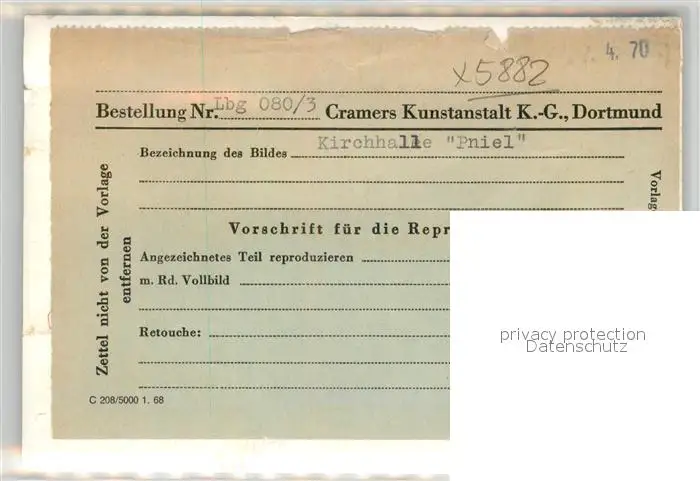 4. 70
x5882
Bestellung Nr. Lbg 080/3 Cramers Kunstanstalt K.-G., Dortmund
Bezeichnung des Bildes Kirchhalle "Pniel"
Zettel nicht von der Vorlage
entfernen
Vorlag
Vorschrift für die Repr
Angezeichnetes Teil reproduzieren
m. Rd. Vollbild
Retouche:
C 208/5000 1. 68
privacy protection
Datenschutz